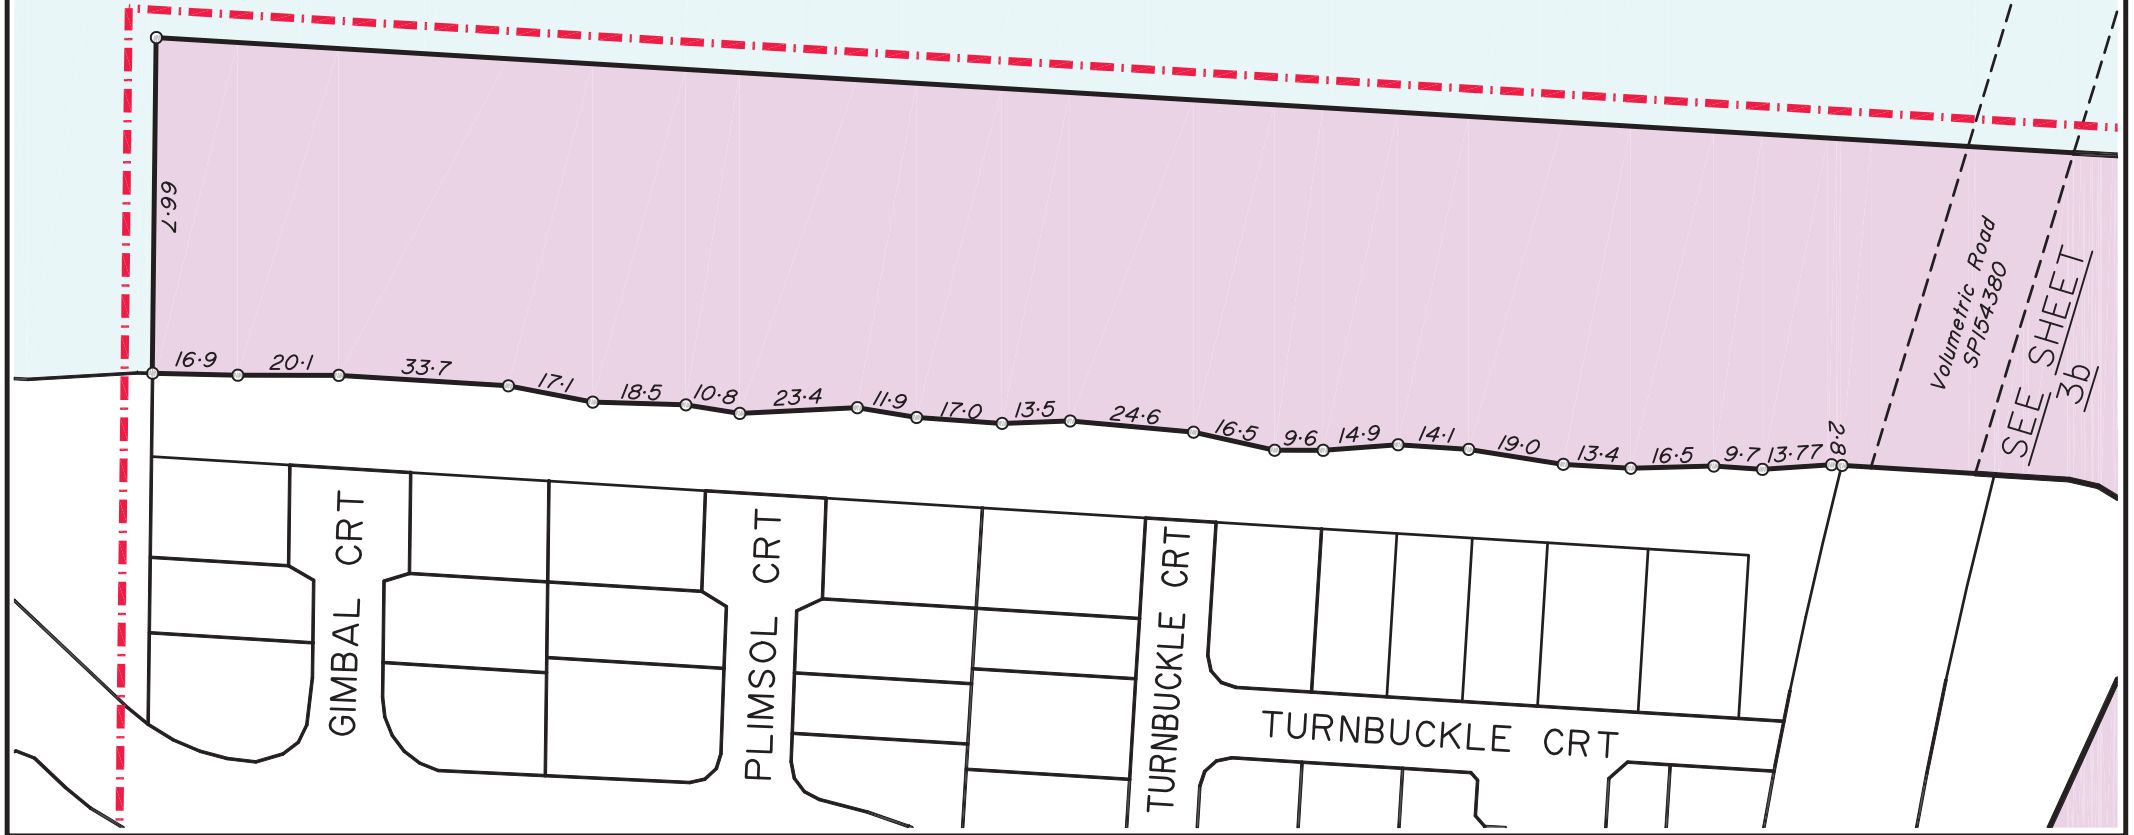 66·7
16·9
20·1
33·7
17·1
18·5
10·8
23·4
11·9
17·0
13·5
24·6
16·5
9·6
14·9
14·1
19·0
13·4
16·5
9·7
13·77
2·8
Volumetric Road
SP154380
SEE SHEET
3b
GIMBAL CRT
PLIMSOL CRT
TURNBUCKLE CRT
TURNBUCKLE CRT